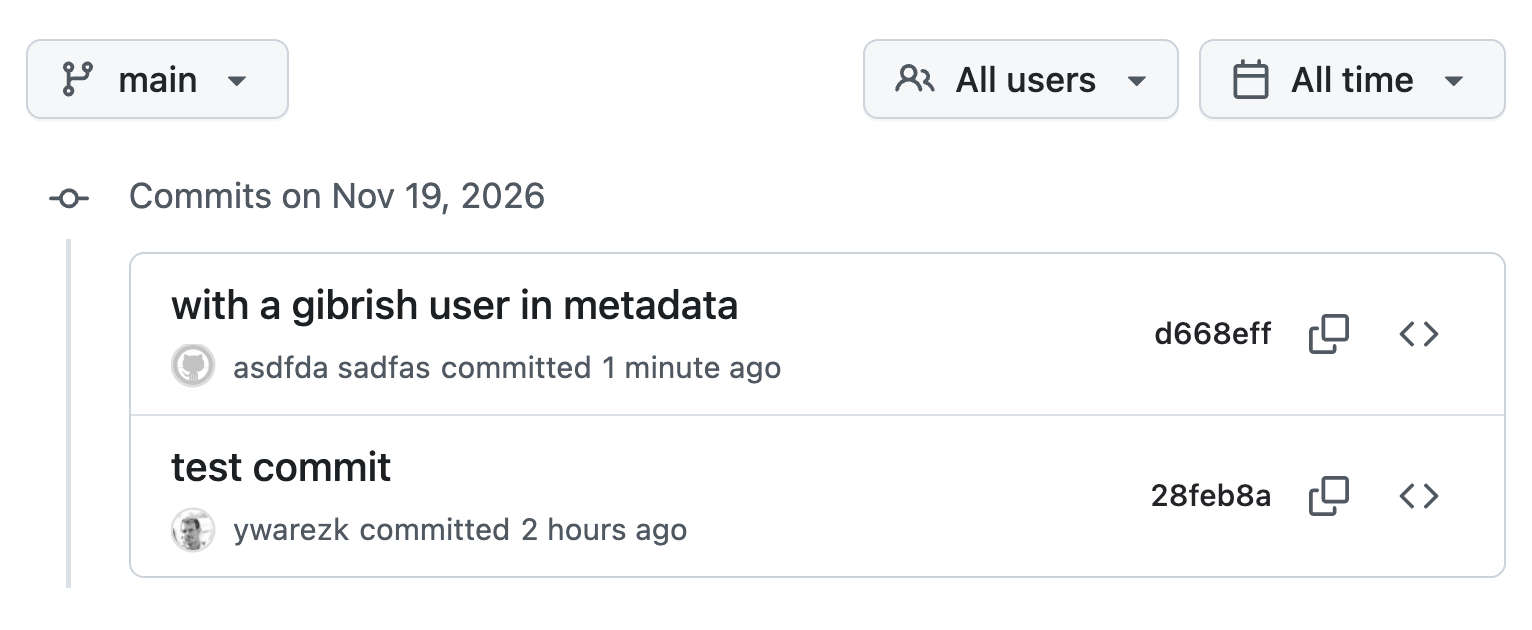 main
All users
All time
Commits on Nov 19, 2026
with a gibrish user in metadata
asdfda sadfas committed 1 minute ago
d668eff
test commit
ywarezk committed 2 hours ago
28feb8a